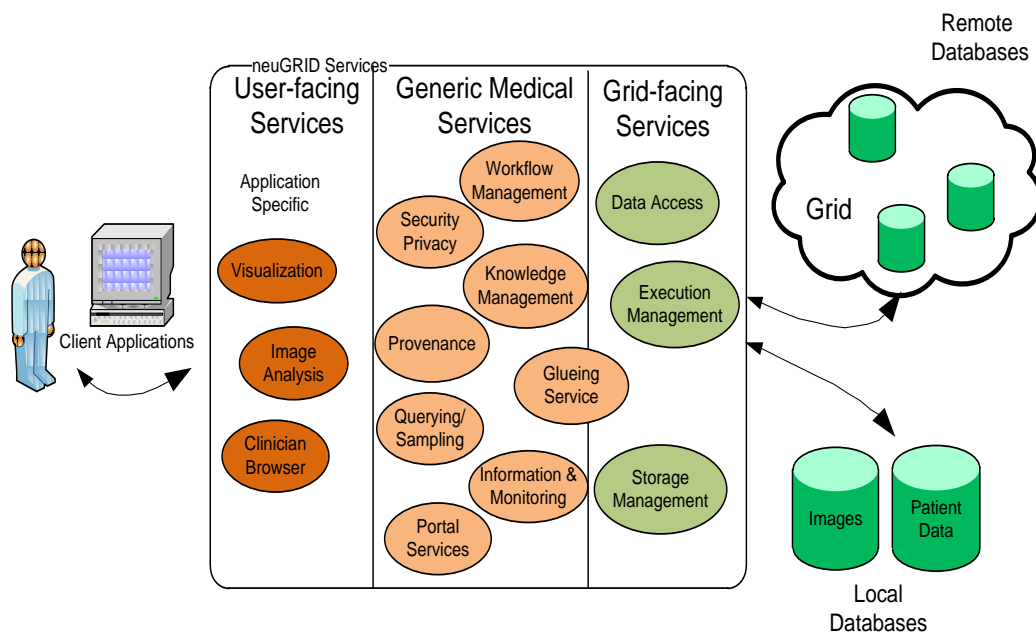 Remote
Databases
neuGRID Services
User-facing
Services
Generic Medical
Services
Grid-facing
Services
Application
Specific
Visualization
Image
Analysis
Clinician
Browser
Workflow
Management
Security
Privacy
Knowledge
Management
Provenance
Glueing
Service
Querying/
Sampling
Information &
Monitoring
Portal
Services
Data Access
Execution
Management
Storage
Management
Grid
Client Applications
Images
Patient
Data
Local
Databases